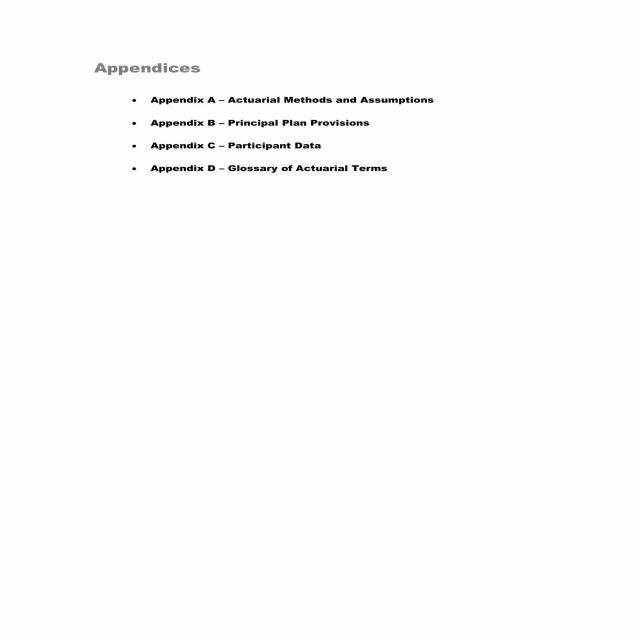 Appendices
• Appendix A – Actuarial Methods and Assumptions
• Appendix B – Principal Plan Provisions
• Appendix C – Participant Data
• Appendix D – Glossary of Actuarial Terms